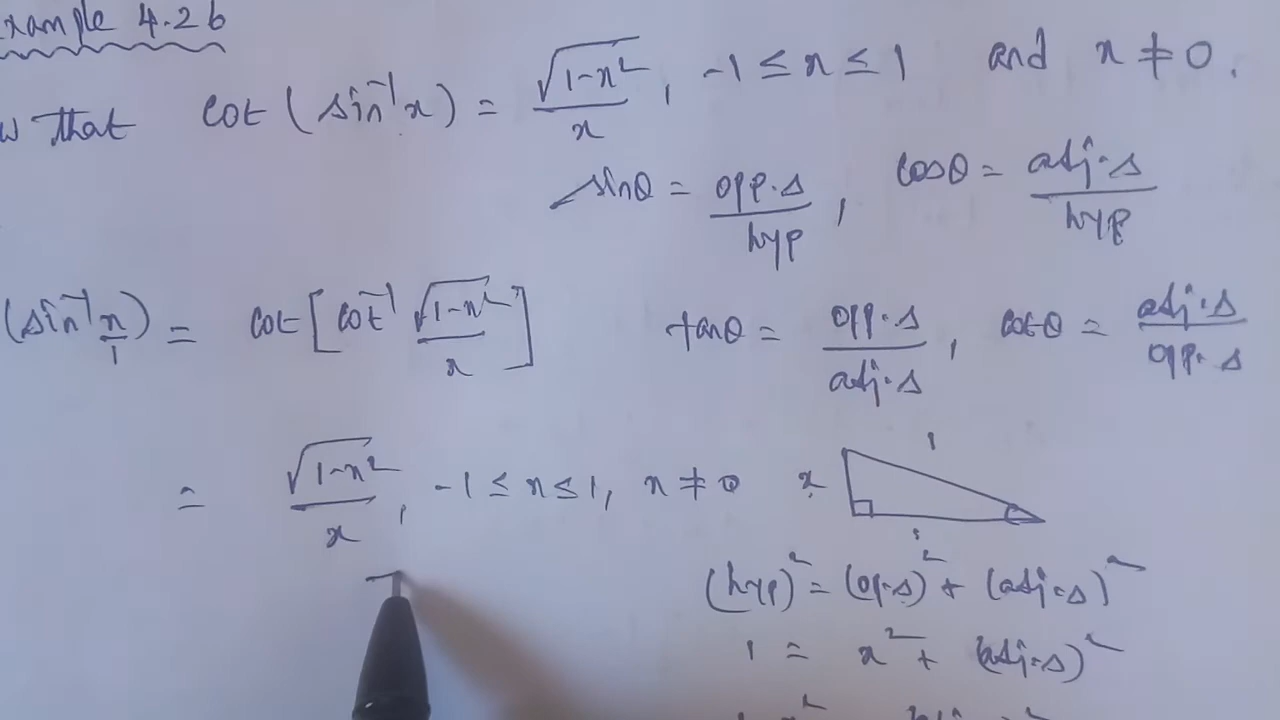 xample 4.26
w that cot (sin⁻¹x) = √(1-x²)/x , -1 ≤ x ≤ 1 and x ≠ 0.
sinθ = opp.s/hyp , cosθ = adj.s/hyp
(sin⁻¹ x/1) = cot [cot⁻¹ √(1-x²)/x]
tanθ = opp.s/adj.s , cotθ = adj.s/opp.s
= √(1-x²)/x , -1 ≤ x ≤ 1, x ≠ 0
1
x
(hyp)² = (op.s)² + (adj.s)²
1 = x² + (adj.s)²